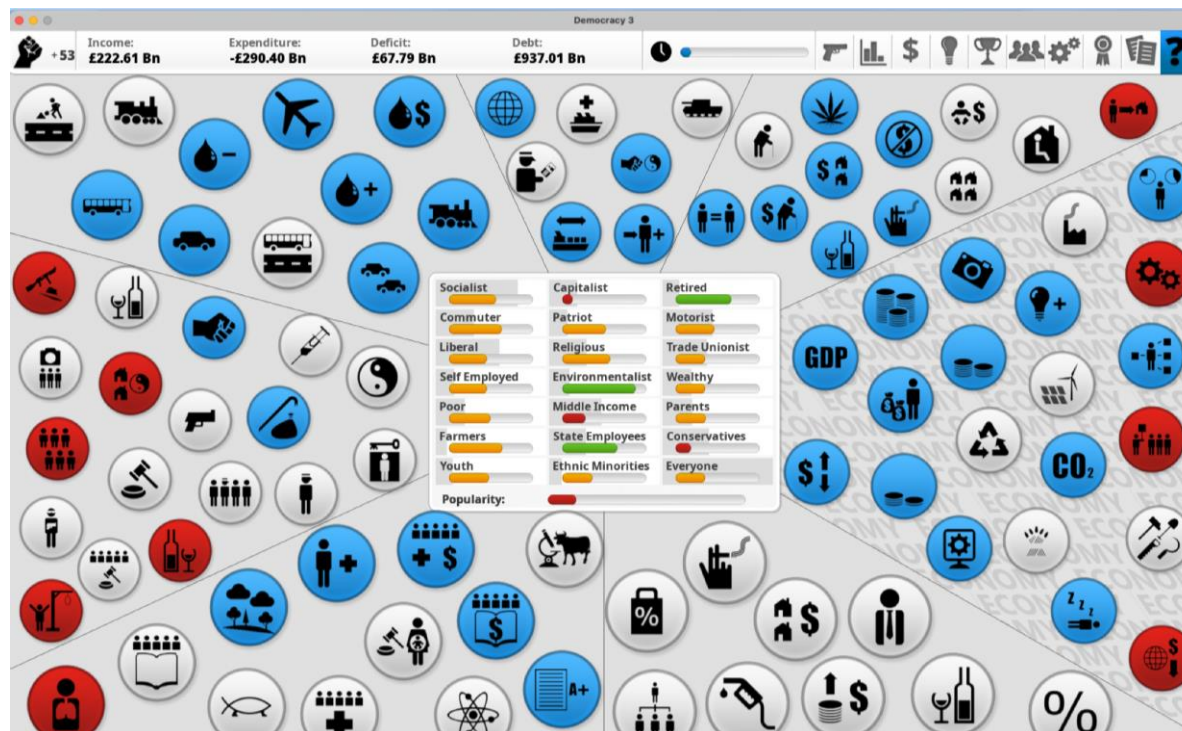 Democracy 3
+53
Income: Expenditure: Deficit: Debt:
£222.61 Bn -£290.40 Bn £67.79 Bn £937.01 Bn
$ ?
$
$
$
$
$
Socialist Capitalist Retired
Commuter Patriot Motorist
Liberal Religious Trade Unionist
Self Employed Environmentalist Wealthy
Poor Middle Income Parents
Farmers State Employees Conservatives
Youth Ethnic Minorities Everyone
Popularity:
GDP
CO₂
$
$
$
A+
%
$
$
%
z z z
$
ECONOMY